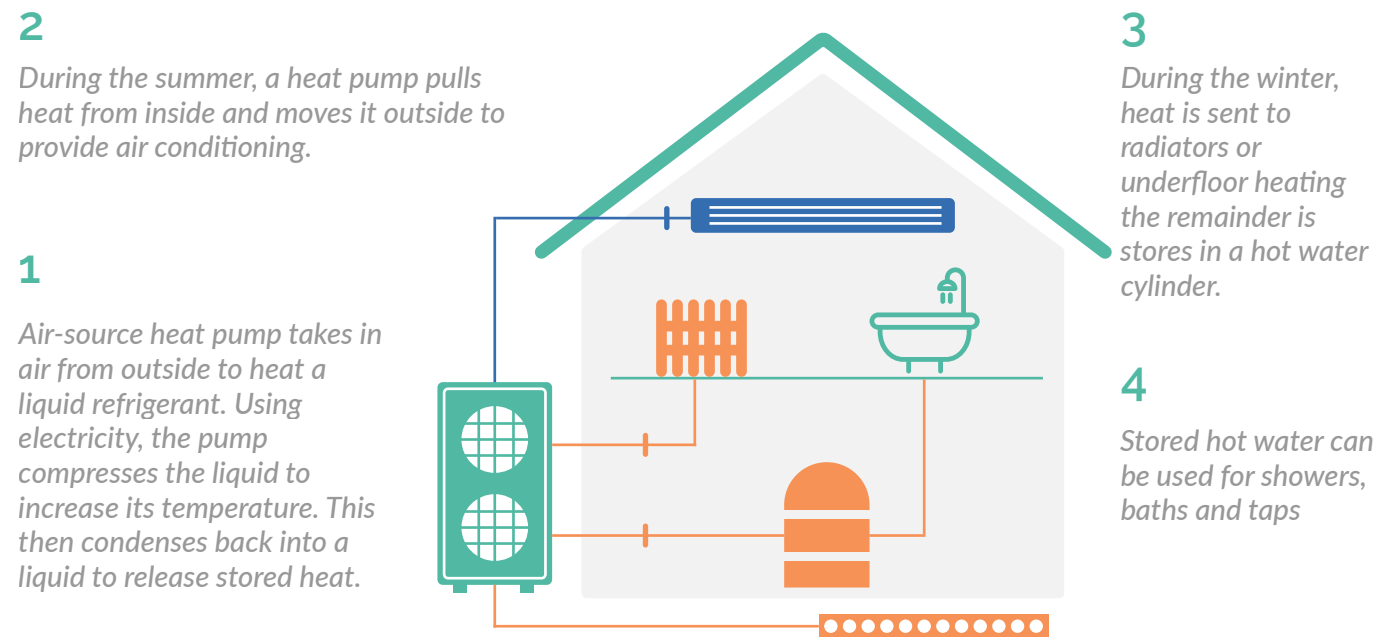 2
During the summer, a heat pump pulls
heat from inside and moves it outside to
provide air conditioning.
1
Air-source heat pump takes in
air from outside to heat a
liquid refrigerant. Using
electricity, the pump
compresses the liquid to
increase its temperature. This
then condenses back into a
liquid to release stored heat.
3
During the winter,
heat is sent to
radiators or
underfloor heating
the remainder is
stores in a hot water
cylinder.
4
Stored hot water can
be used for showers,
baths and taps